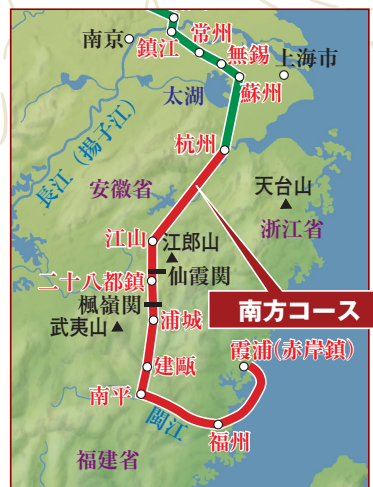 常州
南京
鎮江
無錫
上海市
太湖
蘇州
長江（揚子江）
杭州
安徽省
天台山
浙江省
江山
江郎山
二十八都鎮
仙霞関
楓嶺関
南方コース
武夷山
浦城
霞浦(赤岸鎮)
建甌
南平
閩江
福州
福建省